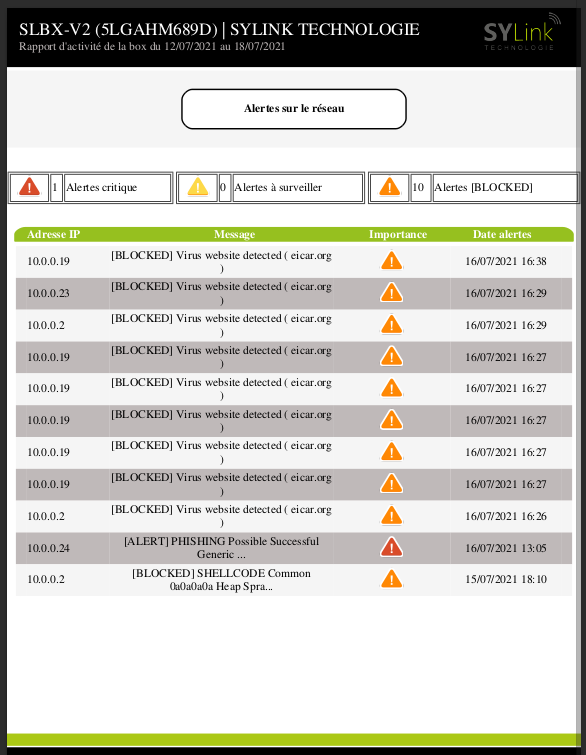 SLBX-V2 (5LGAHM689D) | SYLINK TECHNOLOGIE
Rapport d'activité de la box du 12/07/2021 au 18/07/2021
SYLink
TECHNOLOGIE
Alertes sur le réseau
1 Alertes critique 0 Alertes à surveiller 10 Alertes [BLOCKED]
Adresse IP Message Importance Date alertes
10.0.0.19 [BLOCKED] Virus website detected ( eicar.org
) 16/07/2021 16:38
10.0.0.23 [BLOCKED] Virus website detected ( eicar.org
) 16/07/2021 16:29
10.0.0.2 [BLOCKED] Virus website detected ( eicar.org
) 16/07/2021 16:29
10.0.0.19 [BLOCKED] Virus website detected ( eicar.org
) 16/07/2021 16:27
10.0.0.19 [BLOCKED] Virus website detected ( eicar.org
) 16/07/2021 16:27
10.0.0.19 [BLOCKED] Virus website detected ( eicar.org
) 16/07/2021 16:27
10.0.0.19 [BLOCKED] Virus website detected ( eicar.org
) 16/07/2021 16:27
10.0.0.19 [BLOCKED] Virus website detected ( eicar.org
) 16/07/2021 16:27
10.0.0.2 [BLOCKED] Virus website detected ( eicar.org
) 16/07/2021 16:26
10.0.0.24 [ALERT] PHISHING Possible Successful
Generic ... 16/07/2021 13:05
10.0.0.2 [BLOCKED] SHELLCODE Common
0a0a0a0a Heap Spra... 15/07/2021 18:10